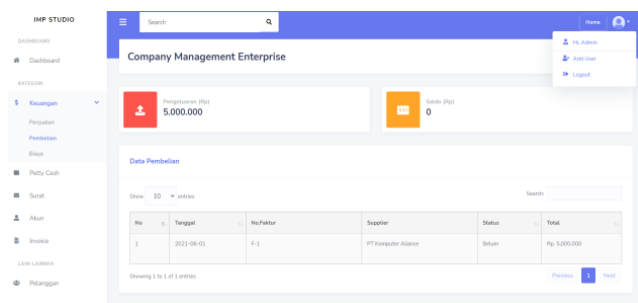 IMP STUDIO
Search
Home
DASHBOARD
Dashboard
Hi, Admin
Add User
Logout
Company Management Enterprise
KATEGORI
Keuangan
Penjualan
Pembelian
Biaya
Petty Cash
Surat
Akun
Invoice
LAIN-LAINNYA
Pelanggan
Pengeluaran (Rp)
5.000.000
Saldo (Rp)
0
Data Pembelian
Show 10 entries
Search:
No Tanggal No.Faktur Supplier Status Total
1 2021-06-01 F-1 PT Komputer Aliance Belum Rp. 5,000,000
Showing 1 to 1 of 1 entries
Previous 1 Next